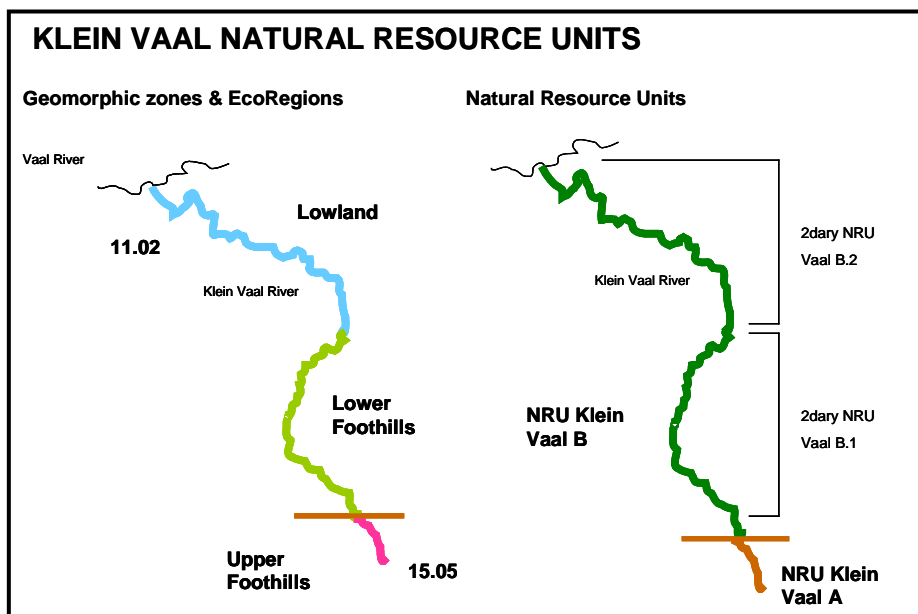 KLEIN VAAL NATURAL RESOURCE UNITS
Geomorphic zones & EcoRegions
Vaal River
Lowland
11.02
Klein Vaal River
Lower
Foothills
Upper
Foothills
15.05
Natural Resource Units
2dary NRU
Vaal B.2
Klein Vaal River
NRU Klein
Vaal B
2dary NRU
Vaal B.1
NRU Klein
Vaal A